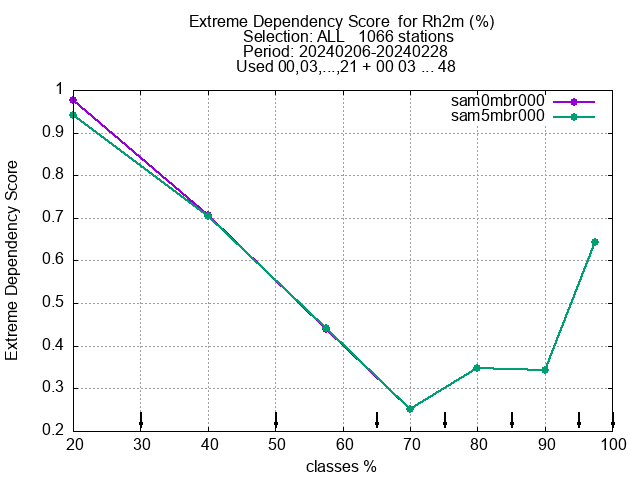 Extreme Dependency Score  for Rh2m (%)
Selection: ALL   1066 stations
Period: 20240206-20240228
Used 00,03,...,21 + 00 03 ... 48
sam0mbr000
sam5mbr000
1
0.9
0.8
0.7
0.6
0.5
0.4
0.3
0.2
Extreme Dependency Score
20 30 40 50 60 70 80 90 100
classes %